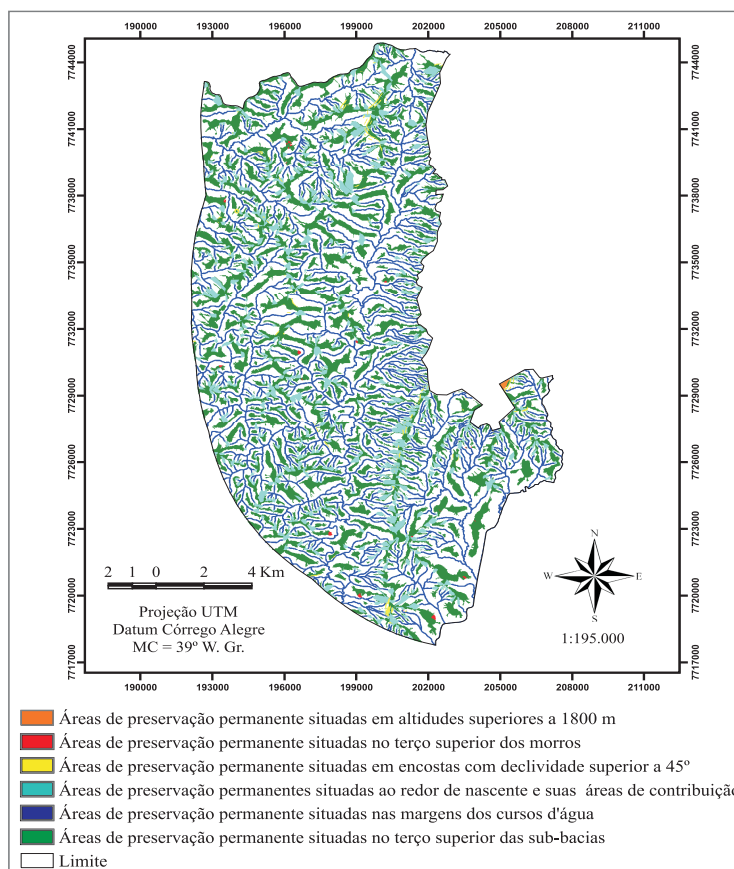 190000 193000 196000 199000 202000 205000 208000 211000
7744000 7744000
7741000 7741000
7738000 7738000
7735000 7735000
7732000 7732000
7729000 7729000
7726000 7726000
7723000 7723000
7720000 7720000
7717000 7717000
2 1 0 2 4 Km
Projeção UTM
Datum Córrego Alegre
MC = 39º W. Gr.
N
W E
S
1:195.000
190000 193000 196000 199000 202000 205000 208000 211000
Áreas de preservação permanente situadas em altidudes superiores a 1800 m
Áreas de preservação permanente situadas no terço superior dos morros
Áreas de preservação permanente situadas em encostas com declividade superior a 45º
Áreas de preservação permanentes situadas ao redor de nascente e suas áreas de contribuição
Áreas de preservação permanente situadas nas margens dos cursos d'água
Áreas de preservação permanente situadas no terço superior das sub-bacias
Limite